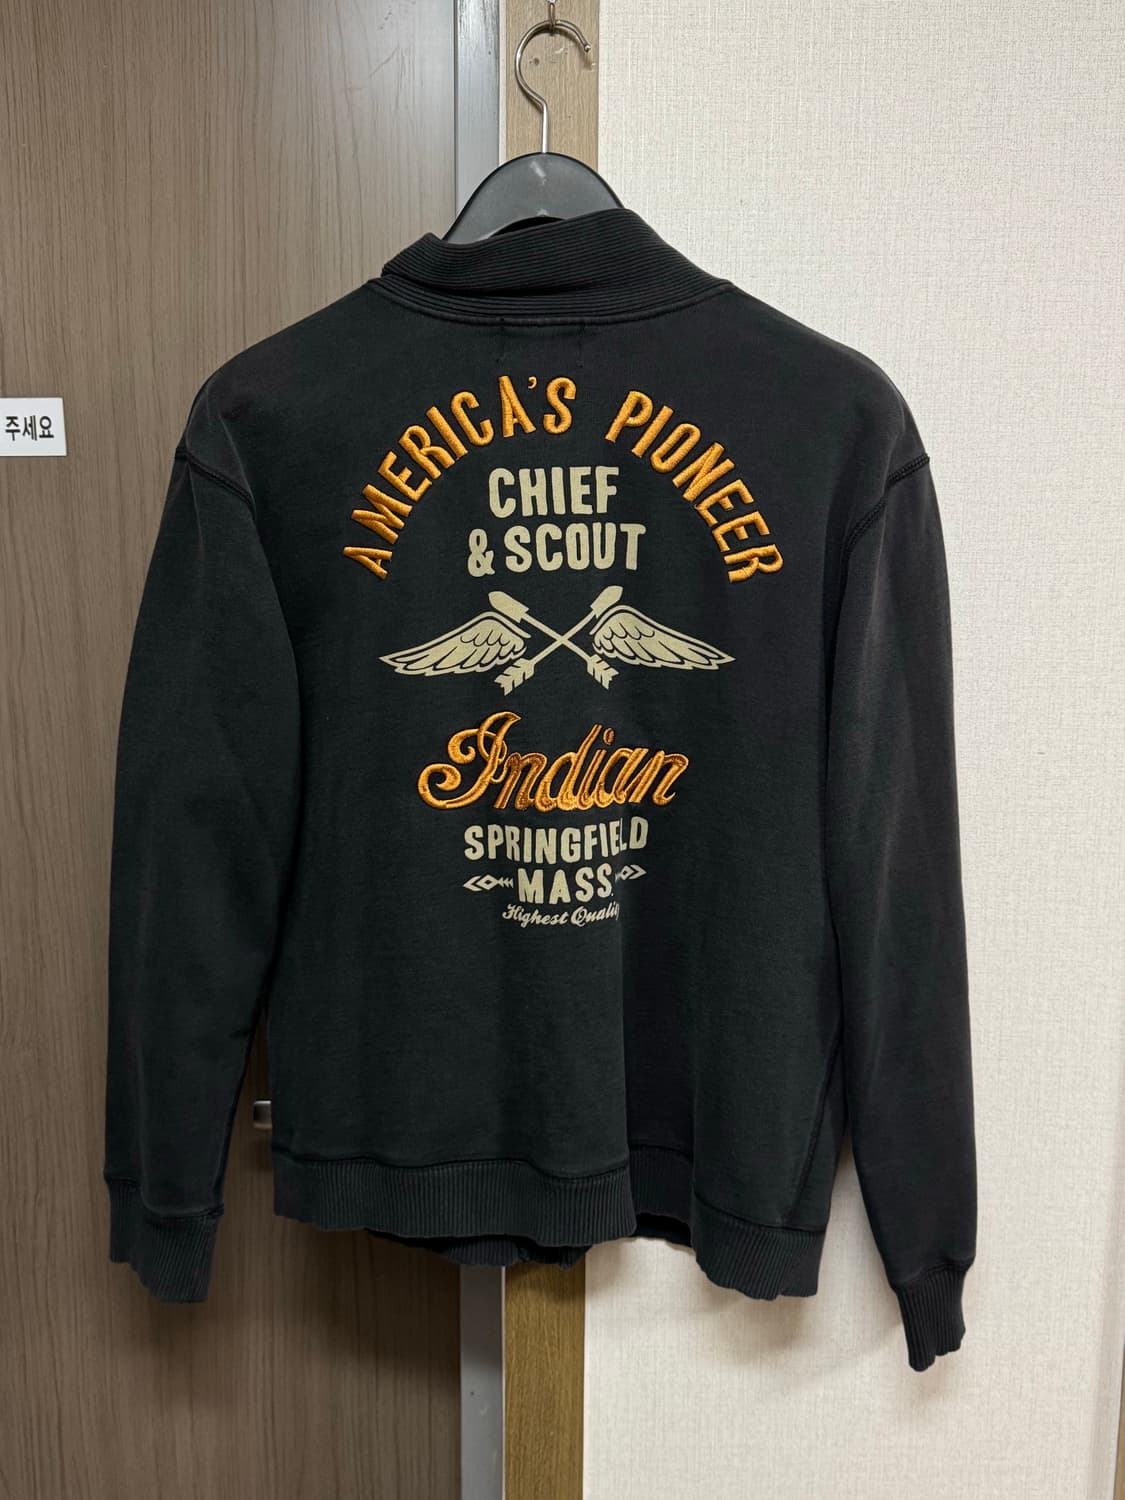 주세요
AMERICA'S PIONEER
CHIEF
& SCOUT
Indian
SPRINGFIELD
MASS.
Highest Quality